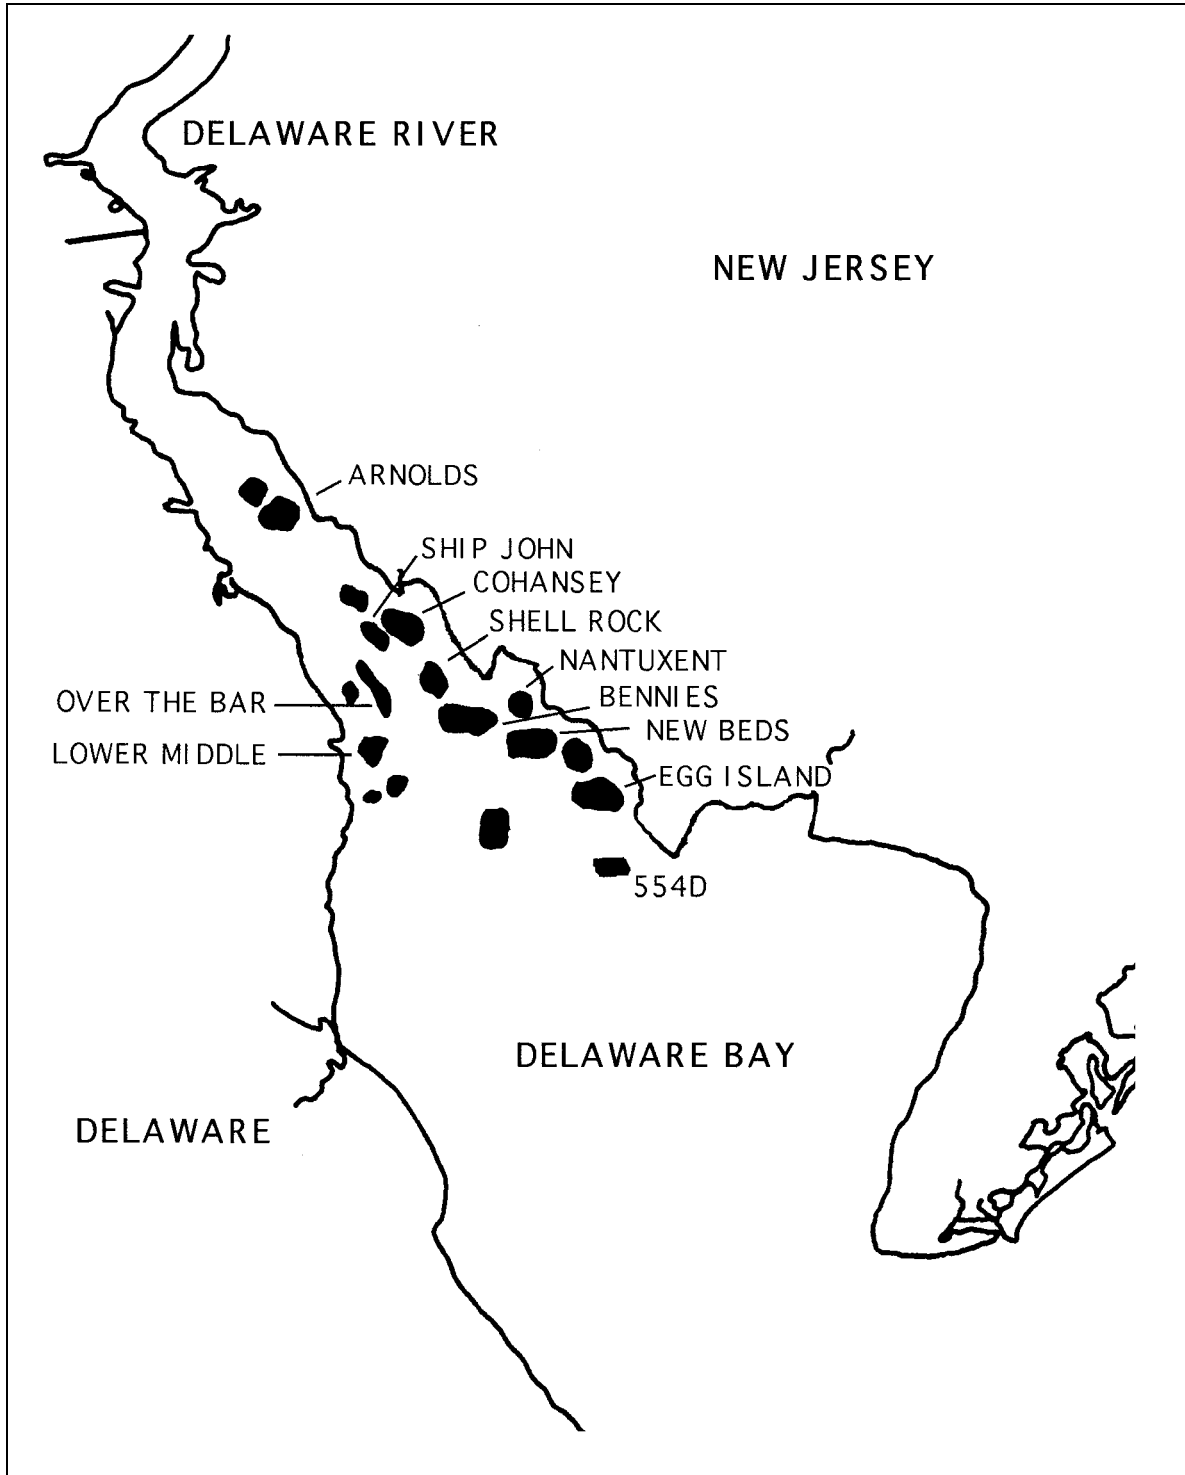 DELAWARE RIVER
NEW JERSEY
ARNOLDS
SHIP JOHN
COHANSEY
SHELL ROCK
NANTUXENT
BENNIES
OVER THE BAR
NEW BEDS
LOWER MIDDLE
EGG ISLAND
554D
DELAWARE BAY
DELAWARE